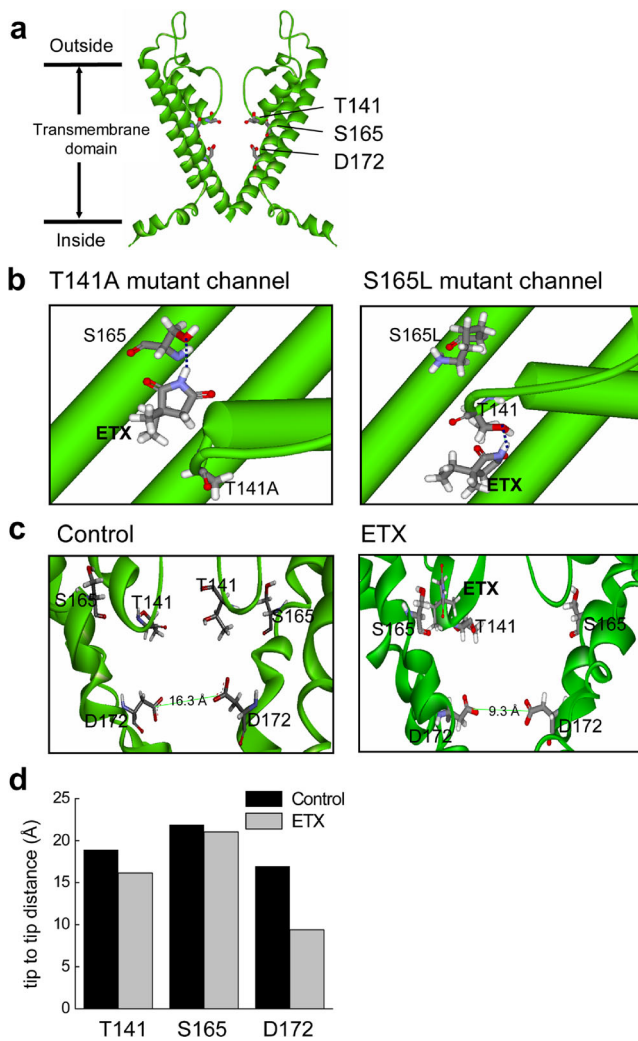 a
Outside
Transmembrane
domain
Inside
T141
S165
D172
b
T141A mutant channel
S165
ETX
T141A
S165L mutant channel
S165L
T141
ETX
c
Control
S165
T141
T141
S165
16.3 Å
D172
D172
ETX
ETX
S165
T141
S165
9.3 Å
D172
D172
d
Control
ETX
tip to tip distance (Å)
25
20
15
10
5
0
T141 S165 D172